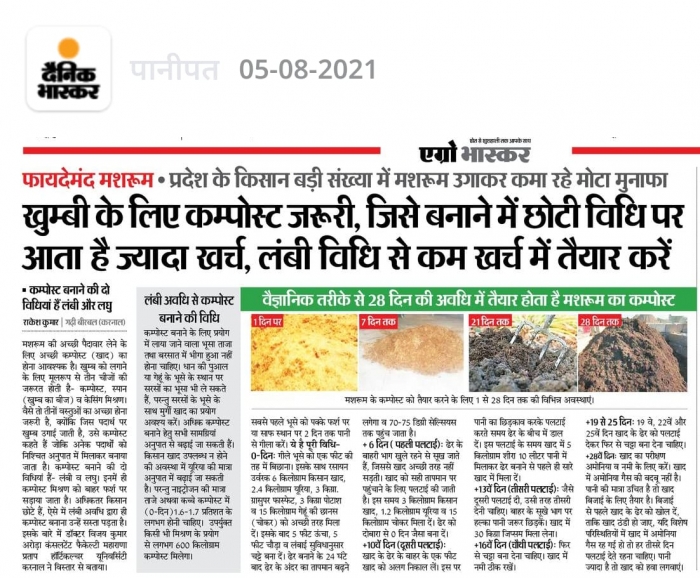 दैनिक
भास्कर
पानीपत 05-08-2021
देश से खुशहाली तक आपके साथ
एग्रो भास्कर
फायदेमंद मशरूम • प्रदेश के किसान बड़ी संख्या में मशरूम उगाकर कमा रहे मोटा मुनाफा
खुम्बी के लिए कम्पोस्ट जरूरी, जिसे बनाने में छोटी विधि पर
आता है ज्यादा खर्च, लंबी विधि से कम खर्च में तैयार करें
• कम्पोस्ट बनाने की दो
विधियां हैं लंबी और लघु
राकेश कुमार | गढ़ी बीरबल (करनाल)
मशरूम की अच्छी पैदावार लेने के
लिए अच्छी कम्पोस्ट (खाद) का
होना आवश्यक है। खुम्ब को लगाने
के लिए मूलरूप से तीन चीजों की
जरूरत होती है- कम्पोस्ट, स्पान
(खुम्ब का बीज) व केसिंग मिश्रण।
वैसे तो तीनों वस्तुओं का अच्छा होना
जरूरी है, क्योंकि जिस पदार्थ पर
खुम्ब उगाई जाती है, उसे कम्पोस्ट
कहते हैं जोकि अनेक पदार्थों को
निश्चित अनुपात में मिलाकर बनाया
जाता है। कम्पोस्ट बनाने की दो
विधियां हैं- लंबी व लघु। इनमें ही
कम्पोस्ट मिश्रण को बाहर फर्श पर
सड़ाया जाता है। अधिकतर किसान
छोटे हैं, ऐसे में लंबी अवधि द्वारा ही
कम्पोस्ट बनाना उन्हें सस्ता पड़ता है।
इसके बारे में डॉक्टर विजय कुमार
अरोड़ा कंसल्टेंट फैकेल्टी महाराणा
प्रताप हॉर्टिकल्चर यूनिवर्सिटी
करनाल ने विस्तार से बताया।
लंबी अवधि से कम्पोस्ट
बनाने की विधि
कम्पोस्ट बनाने के लिए प्रयोग
में लाया जाने वाला भूसा ताजा
तथा बरसात में भीगा हुआ नहीं
होना चाहिए। धान की पुआल
या गेहूं के भूसे के स्थान पर
सरसों का भूसा भी ले सकते
हैं, परन्तु सरसों के भूसे के
साथ मुर्गी खाद का प्रयोग
अवश्य करें। अधिक कम्पोस्ट
बनाने हेतु सभी सामग्रियां
अनुपात से बढ़ाई जा सकती हैं।
किसान खाद उपलब्ध न होने
की अवस्था में यूरिया की मात्रा
अनुपात में बढ़ाई जा सकती
है। परन्तु नाइट्रोजन की मात्रा
ताजे अथवा कच्चे कम्पोस्ट में
(0-दिन)1.6-1.7 प्रतिशत के
लगभग होनी चाहिए। उपर्युक्त
किसी भी मिश्रण के प्रयोग
से लगभग 600 किलोग्राम
कम्पोस्ट मिलेगा।
वैज्ञानिक तरीके से 28 दिन की अवधि में तैयार होता है मशरूम का कम्पोस्ट
1 दिन पर 7 दिन तक 21 दिन तक 28 दिन तक
मशरूम के कम्पोस्ट को तैयार करने के लिए 1 से 28 दिन तक की विभिन्न अवस्थाएं।
सबसे पहले भूसे को पक्के फर्श पर
या साफ स्थान पर 2 दिन तक पानी
से गीला करें। ये है पूरी विधि-
0-दिन: गीले भूसे को एक फीट की
तह में बिछाना। इसके साथ रसायन
उर्वरक 6 किलोग्राम किसान खाद,
2.4 किलोग्राम यूरिया, 3 किग्रा.
ग्रासुपर फास्फेट, 3 किग्रा पोटाश
व 15 किलोग्राम गेहूं की छानस
(चोकर) को अच्छी तरह मिला
दें। इसके बाद 5 फीट ऊंचा, 5
फीट चौड़ा व लंबाई सुविधानुसार
चट्टे बना दें। ढेर बनाने के 24 घंटे
बाद ढेर के अंदर का तापमान बढ़ने
लगेगा व 70-75 डिग्री सेल्सियस
तक पहुंच जाता है।
+ 6 दिन ( पहली पलटाई): ढेर के
बाहरी भाग खुले रहने से सूख जाते
हैं, जिससे खाद अच्छी तरह नहीं
सड़ती। खाद को सही तापमान पर
पहुंचाने के लिए पलटाई की जाती
है। इस समय 3 किलोग्राम किसान
खाद, 1.2 किलोग्राम यूरिया व
15 किलोग्राम चोकर मिला दें। ढेर को
दोबारा से 0 दिन जैसा बना दें।
+10वें दिन (दूसरी पलटाई): ढेर
खाद को ढेर के बाहर के एक फीट
खाद को अलग निकाल लें। इस पर
पानी का छिड़काव करके पलटाई
करते समय ढेर के बीच में डाल
दें। इस पलटाई के समय खाद में 5
किलोग्राम शीरा 10 लीटर पानी में
मिलाकर ढेर बनाने से पहले ही सारे
खाद में मिला दें।
+13वें दिन (तीसरी पलटाई): जैसे
दूसरी पलटाई की है, उसी तरह तीसरी
देनी चाहिए। बाहर के सूखे भाग पर
हल्का पानी जरूर छिड़कें। खाद में
30 किग्रा जिप्सम मिला लेना।
+16वें दिन (चौथी पलटाई): फिर
से चट्टा बना देना चाहिए। खाद में
नमी ठीक रखें।
+19 से 25 दिन: 19 वे, 22वें और
25वें दिन खाद के ढेर को पलटाई
देकर फिर से चट्टा बना देना चाहिए।
+28वें दिन: खाद का परीक्षण
अमोनिया व नमी के लिए करें। खाद
में अमोनिया गैस की बदबू नहीं है।
पानी की मात्रा उचित है तो खाद
बिजाई के लिए तैयार है। बिजाई
से पहले खाद के ढेर को खोल दें,
ताकि खाद ठंडी हो जाए, यदि विशेष
परिस्थितियों में खाद में अमोनिया
गैस रह गई हो तो हर तीसरे दिन
पलटाई देते रहना चाहिए। पानी
ज्यादा है तो खाद को हवा लगवाएं।